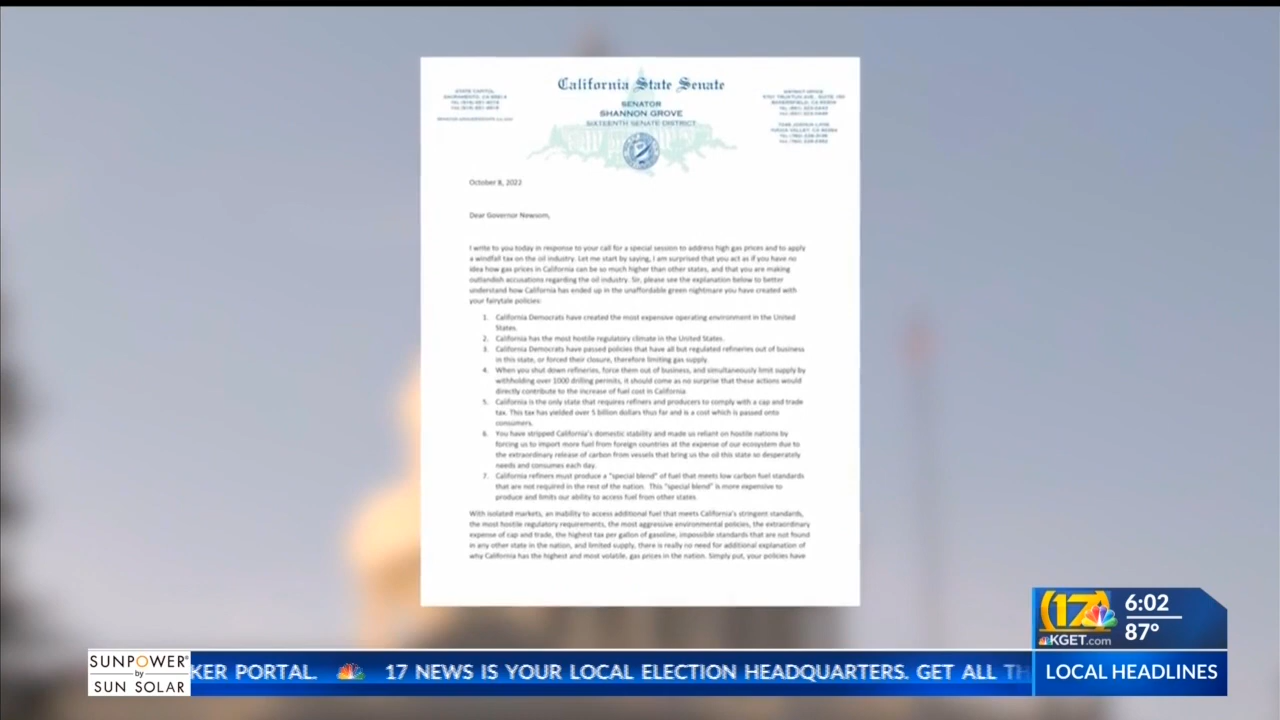 California State Senate
SENATOR
SHANNON GROVE
SIXTEENTH SENATE DISTRICT
STATE CAPITOL
DISTRICT OFFICE
October 8, 2022
Dear Governor Newsom,
I write to you today in response to your call for a special session to address high gas prices and to apply
a windfall tax on the oil industry. Let me start by saying, I am surprised that you act as if you have no
idea how gas prices in California can be so much higher than other states, and that you are making
outlandish accusations regarding the oil industry. Sir, please see the explanation below to better
understand how California has ended up in the unaffordable green nightmare you have created with
your fairytale policies:
1. California Democrats have created the most expensive operating environment in the United
States.
2. California has the most hostile regulatory climate in the United States.
3. California Democrats have passed policies that have all but regulated refineries out of business
in this state, or forced their closure, therefore limiting gas supply.
4. When you shut down refineries, force them out of business, and simultaneously limit supply by
withholding over 1000 drilling permits, it should come as no surprise that these actions would
directly contribute to the increase of fuel cost in California.
5. California is the only state that requires refiners and producers to comply with a cap and trade
tax. This tax has yielded over 5 billion dollars thus far and is a cost which is passed onto
consumers.
6. You have stripped California's domestic stability and made us reliant on hostile nations by
forcing us to import more fuel from foreign countries at the expense of our ecosystem due to
the extraordinary release of carbon from vessels that bring us the oil this state so desperately
needs and consumes each day.
7. California refiners must produce a "special blend" of fuel that meets low carbon fuel standards
that are not required in the rest of the nation. This "special blend" is more expensive to
produce and limits our ability to access fuel from other states.
With isolated markets, an inability to access additional fuel that meets California's stringent standards,
the most hostile regulatory requirements, the most aggressive environmental policies, the extraordinary
expense of cap and trade, the highest tax per gallon of gasoline, impossible standards that are not found
in any other state in the nation, and limited supply, there is really no need for additional explanation of
why California has the highest and most volatile, gas prices in the nation. Simply put, your policies have
17
KGET.com
6:02
87°
SUNPOWER®
by
SUN SOLAR
KER PORTAL. 17 NEWS IS YOUR LOCAL ELECTION HEADQUARTERS. GET ALL TH
LOCAL HEADLINES